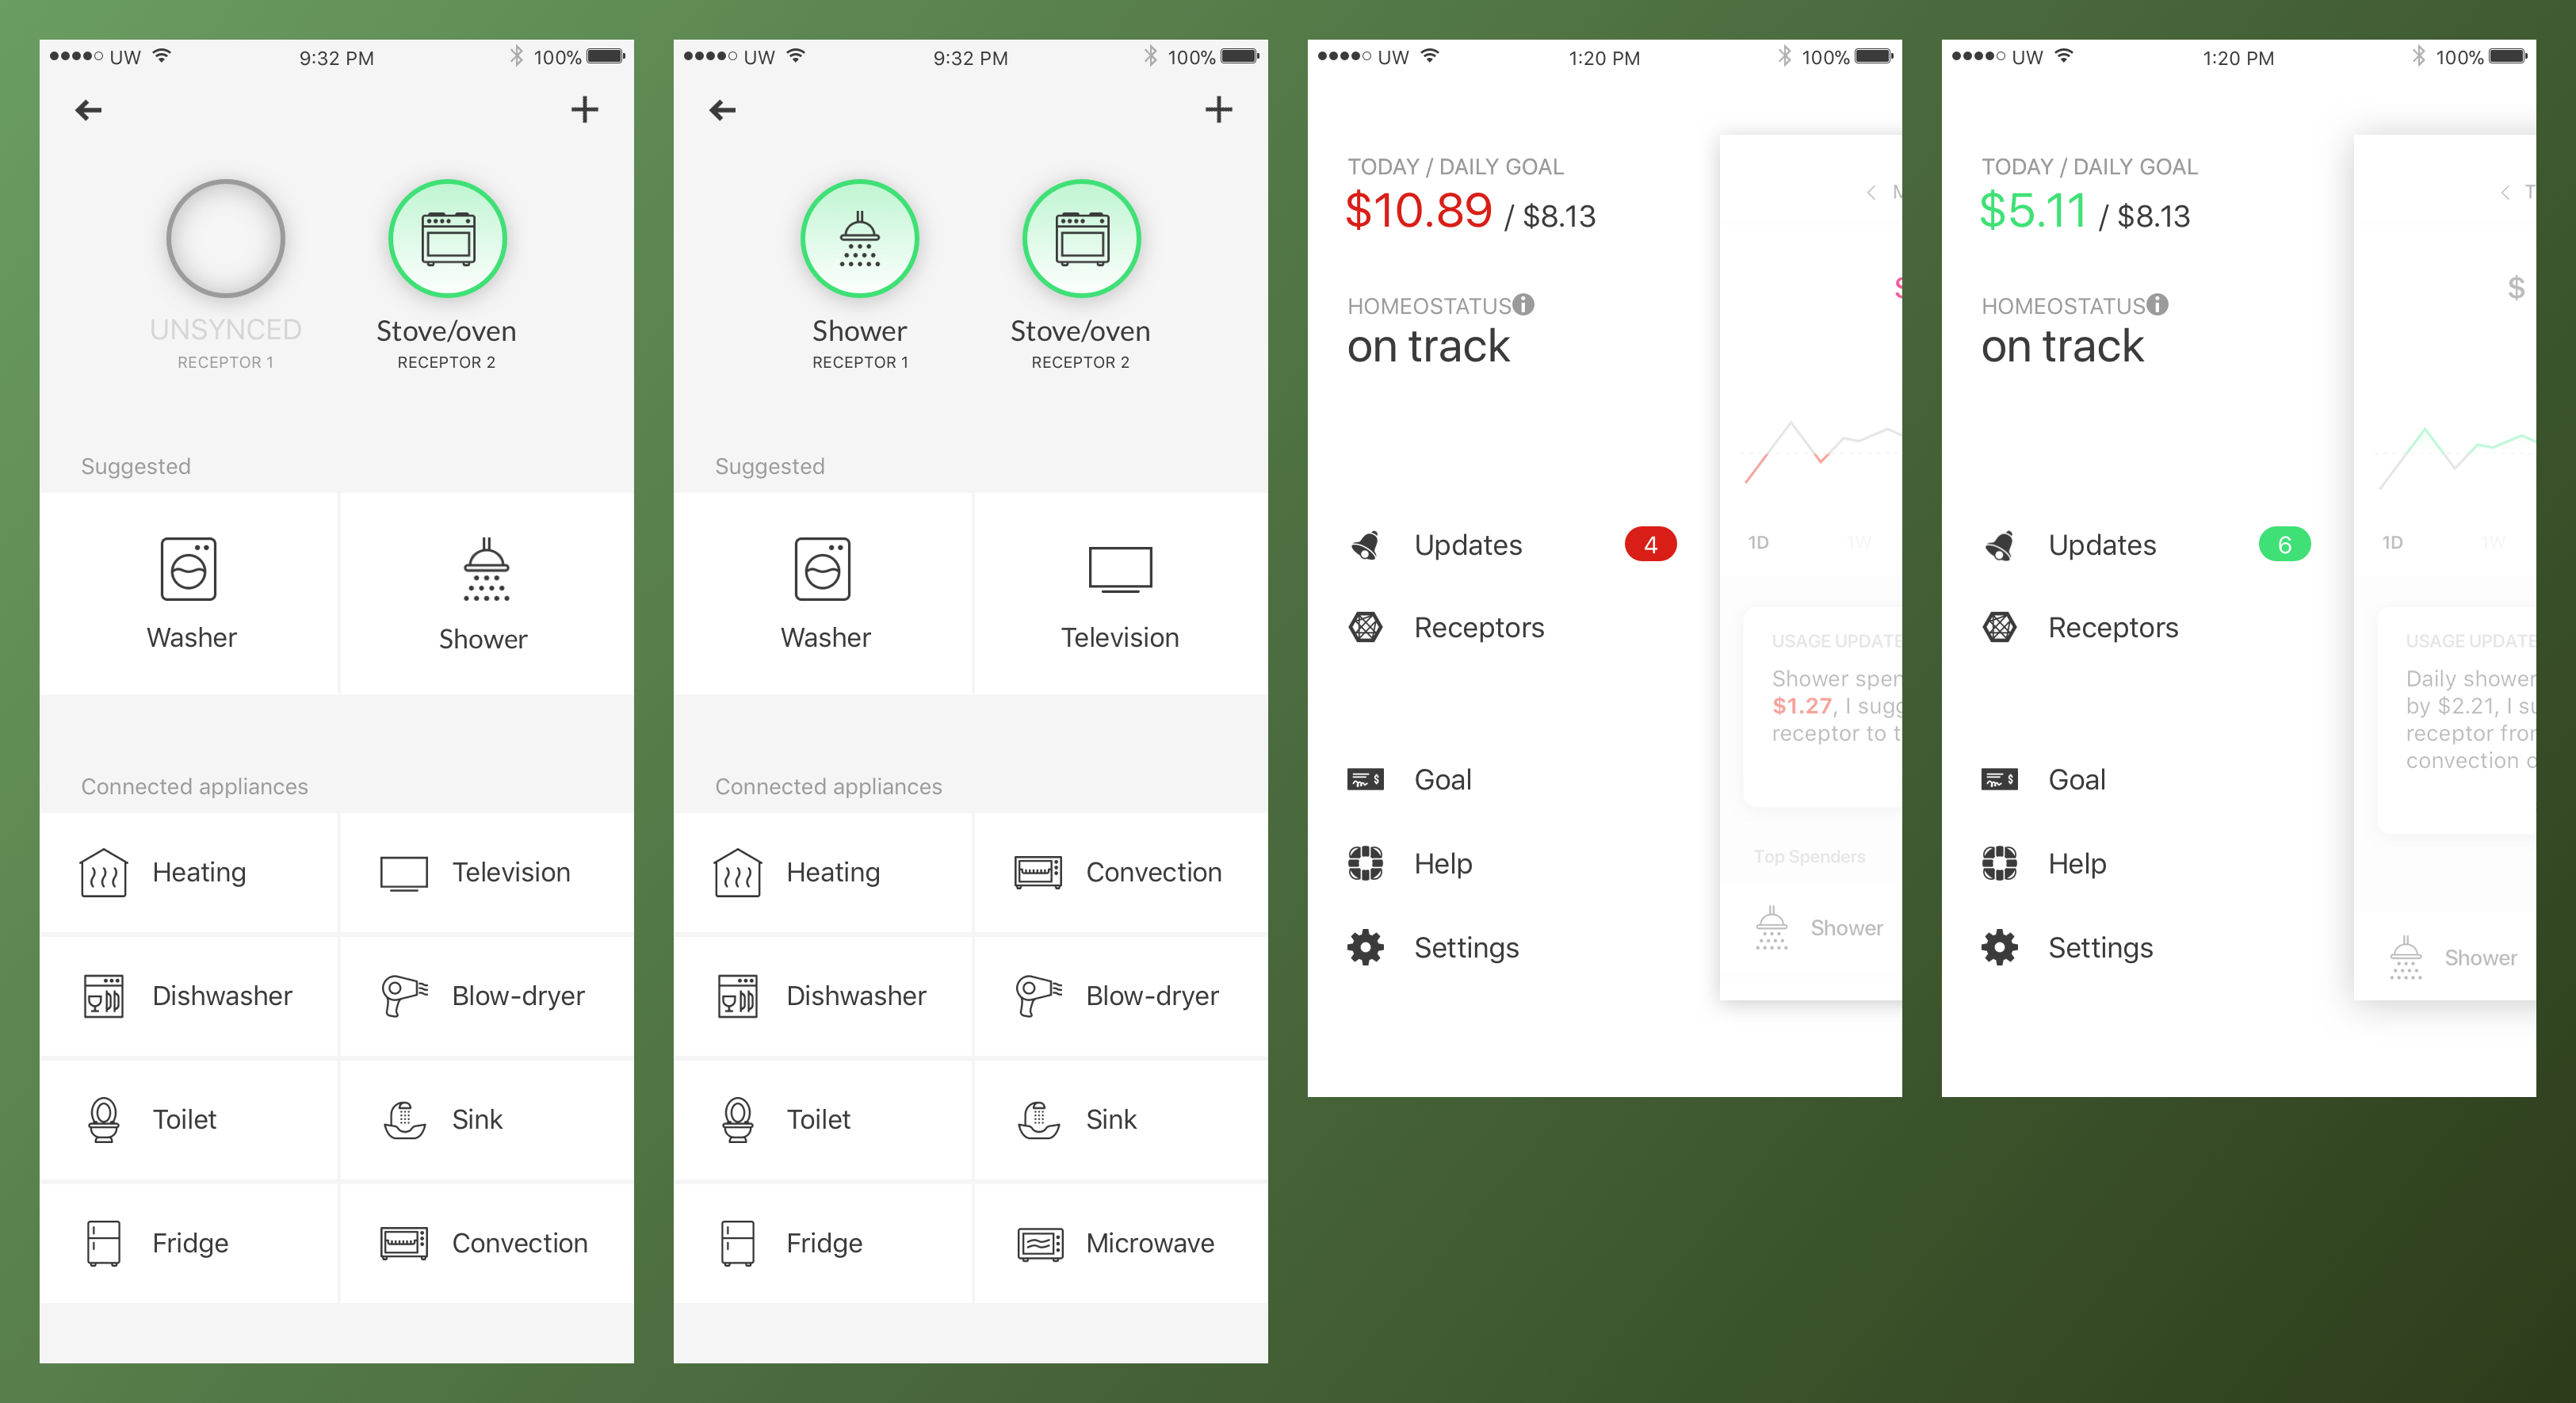 UW 9:32 PM 100%
UNSYNCED Stove/oven
RECEPTOR 1 RECEPTOR 2
Suggested
Washer Shower
Connected appliances
Heating Television
Dishwasher Blow-dryer
Toilet Sink
Fridge Convection
UW 9:32 PM 100%
Shower Stove/oven
RECEPTOR 1 RECEPTOR 2
Suggested
Washer Television
Connected appliances
Heating Convection
Dishwasher Blow-dryer
Toilet Sink
Fridge Microwave
UW 1:20 PM 100%
TODAY / DAILY GOAL
$10.89 / $8.13
HOMEOSTATUS
on track
Updates 4
Receptors
Goal
Help
Settings
$
1D 1W
USAGE UPDATE
Shower spen
$1.27, I sugg
receptor to t
Top Spenders
Shower
UW 1:20 PM 100%
TODAY / DAILY GOAL
$5.11 / $8.13
HOMEOSTATUS
on track
Updates 6
Receptors
Goal
Help
Settings
< T
$
1D 1W
USAGE UPDATE
Daily shower
by $2.21, I su
receptor from
convection o
Shower